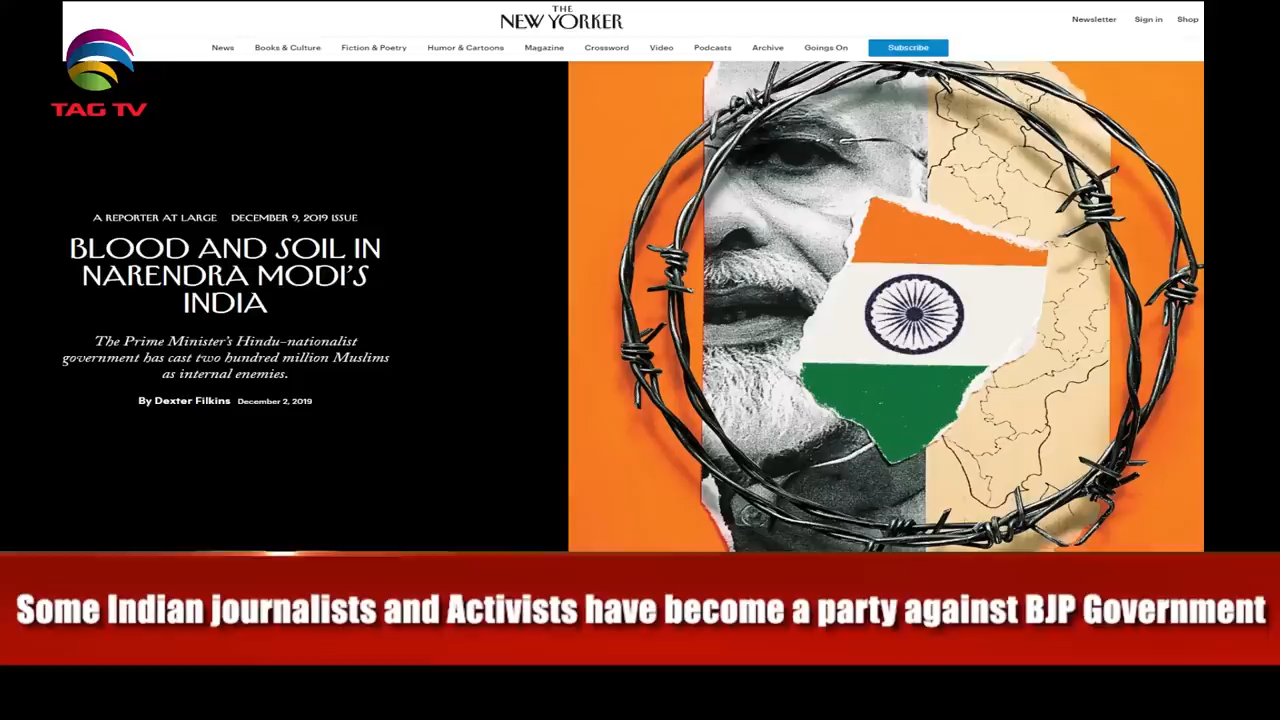 THE
NEW YORKER
Newsletter Sign in Shop
News Books & Culture Fiction & Poetry Humor & Cartoons Magazine Crossword Video Podcasts Archive Goings On Subscribe
TAG TV
A REPORTER AT LARGE DECEMBER 9, 2019 ISSUE
BLOOD AND SOIL IN
NARENDRA MODI'S
INDIA
The Prime Minister's Hindu-nationalist
government has cast two hundred million Muslims
as internal enemies.
By Dexter Filkins December 2, 2019
Some Indian journalists and Activists have become a party against BJP Government